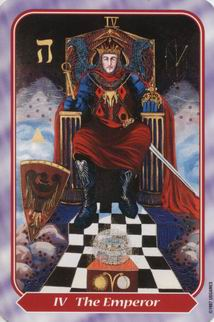 IV
ה
IV The Emperor